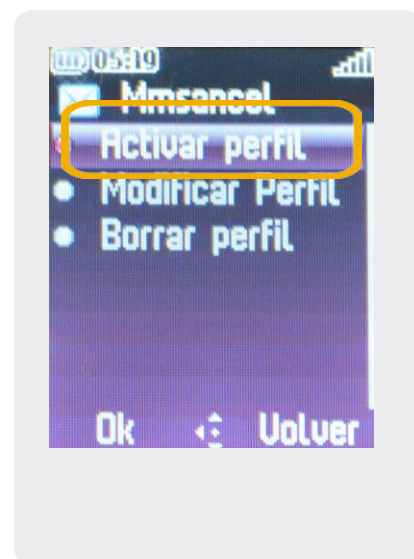 05:19
Mmsancel
Activar perfil
Modificar Perfil
Borrar perfil
Ok Volver